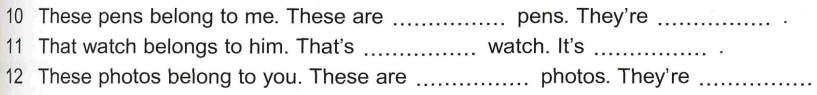 10 These pens belong to me. These are ................ pens. They're ................ .
11 That watch belongs to him. That's ................ watch. It's ................ .
12 These photos belong to you. These are ................ photos. They're ................